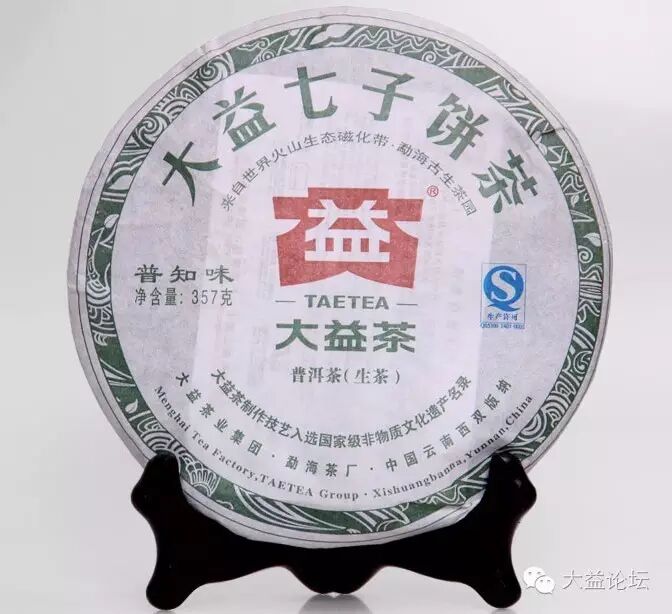 大益七子饼茶
来自世界火山生态磁化带·勐海古生茶园
益
®
TAETEA
大益茶
普洱茶(生茶)
普知味
净含量: 357克
生产许可
大益茶制作技艺入选国家级非物质文化遗产名录
大益茶业集团·勐海茶厂·中国云南西双版纳
Menghai Tea Factory,TAETEA Group·Xishuangbanna,Yunnan,China
大益论坛